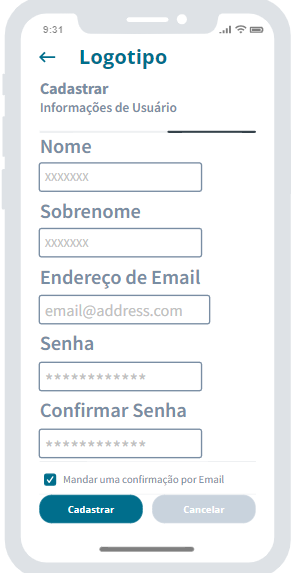 9:31
Logotipo
Cadastrar
Informações de Usuário
Nome
XXXXXXX
Sobrenome
XXXXXXX
Endereço de Email
email@address.com
Senha
************
Confirmar Senha
************
Mandar uma confirmação por Email
Cadastrar
Cancelar